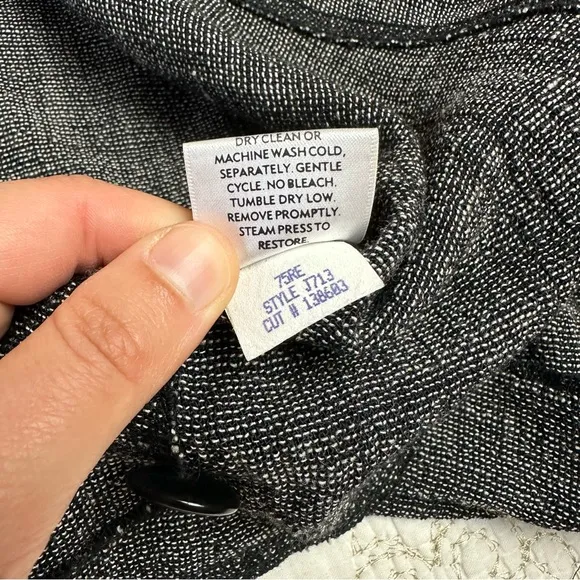 DRY CLEAN OR
MACHINE WASH COLD,
SEPARATELY. GENTLE
CYCLE. NO BLEACH.
TUMBLE DRY LOW.
REMOVE PROMPTLY.
STEAM PRESS TO
RESTORE.
75RE
STYLE J713
CUT # 138603